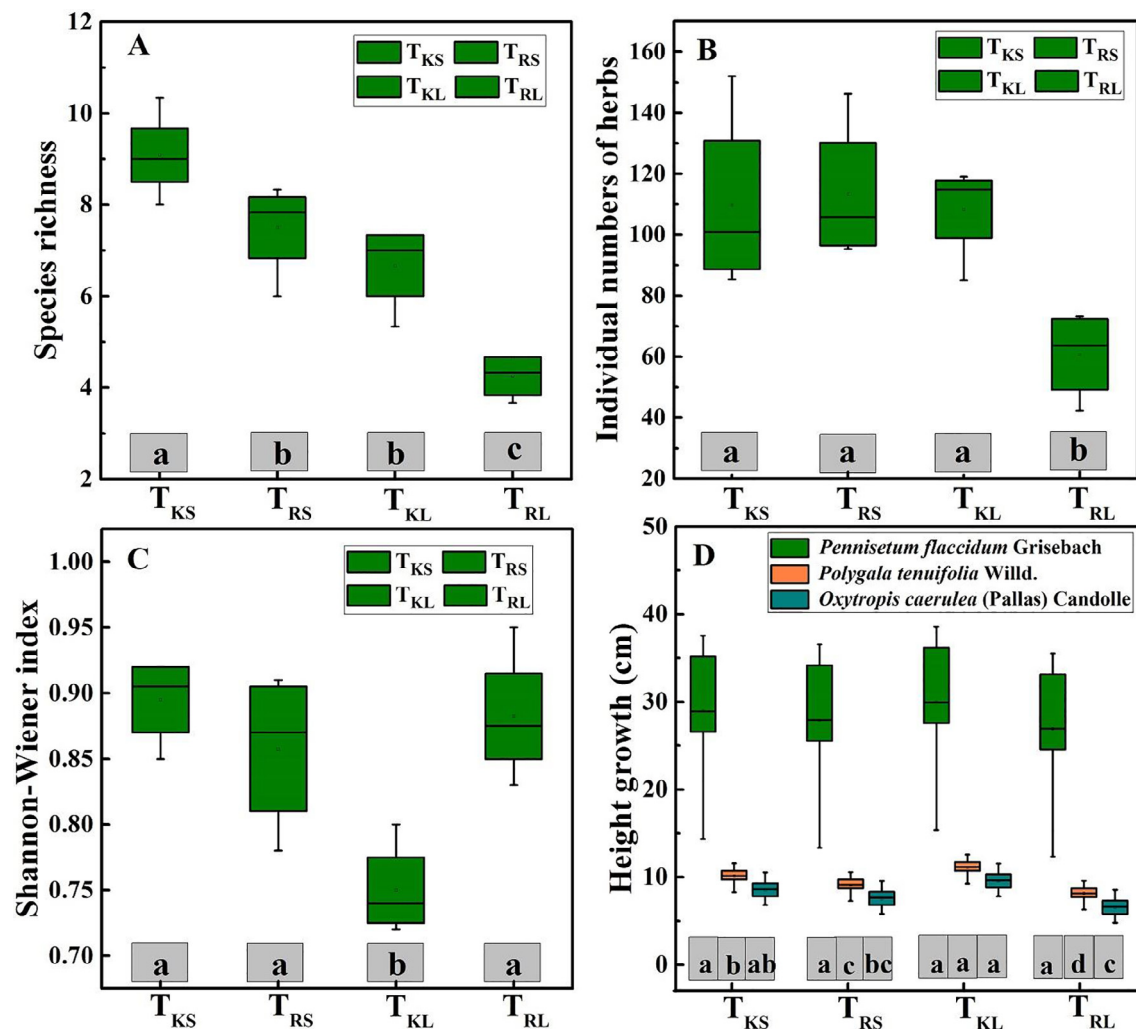 A
T_KS T_RS
T_KL T_RL
Species richness
12
10
8
6
4
2
a b b c
T_KS T_RS T_KL T_RL
B
T_KS T_RS
T_KL T_RL
Individual numbers of herbs
160
140
120
100
80
60
40
20
a a a b
T_KS T_RS T_KL T_RL
C
T_KS T_RS
T_KL T_RL
Shannon-Wiener index
1.00
0.95
0.90
0.85
0.80
0.75
0.70
a a b a
T_KS T_RS T_KL T_RL
D
Pennisetum flaccidum Grisebach
Polygala tenuifolia Willd.
Oxytropis caerulea (Pallas) Candolle
Height growth (cm)
50
40
30
20
10
0
a b ab a c bc a a a a d c
T_KS T_RS T_KL T_RL